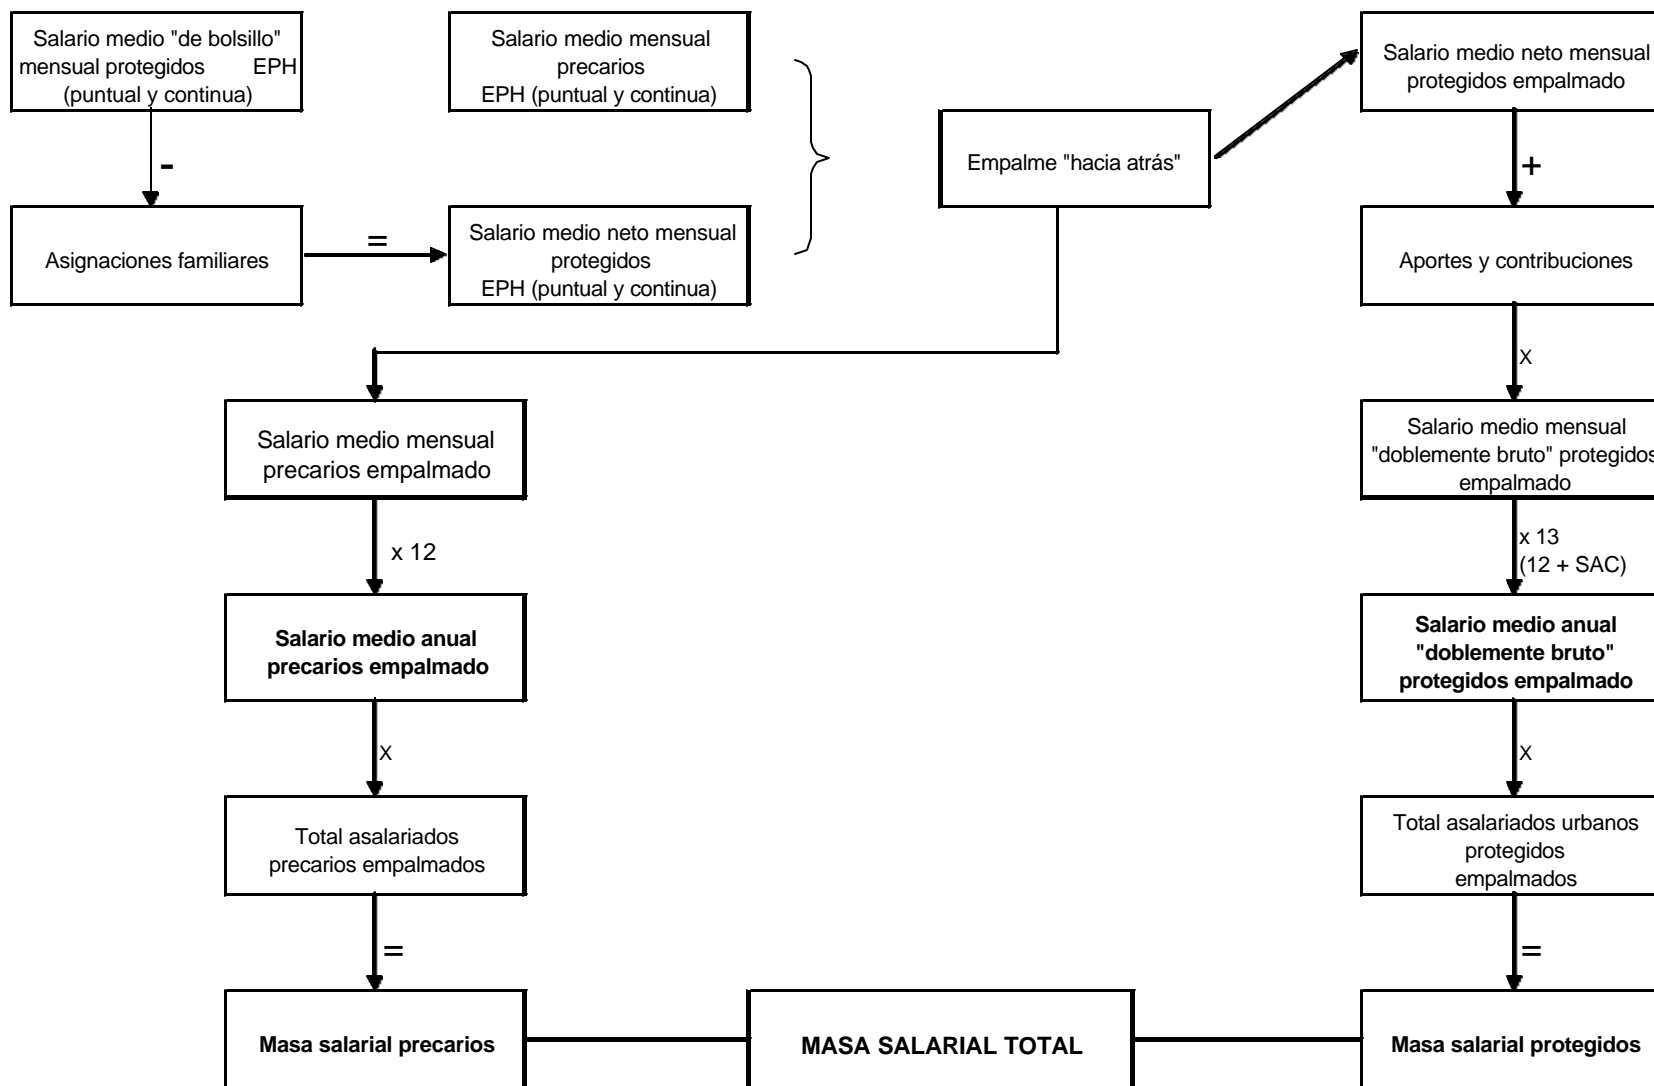 Salario medio "de bolsillo"
mensual protegidos EPH
(puntual y continua)
Salario medio mensual
precarios
EPH (puntual y continua)
Salario medio neto mensual
protegidos empalmado
-
Empalme "hacia atrás"
+
Asignaciones familiares
=
Salario medio neto mensual
protegidos
EPH (puntual y continua)
Aportes y contribuciones
X
Salario medio mensual
precarios empalmado
Salario medio mensual
"doblemente bruto" protegidos
empalmado
x 12
x 13
(12 + SAC)
Salario medio anual
precarios empalmado
Salario medio anual
"doblemente bruto"
protegidos empalmado
X
X
Total asalariados
precarios empalmados
Total asalariados urbanos
protegidos
empalmados
=
=
Masa salarial precarios
MASA SALARIAL TOTAL
Masa salarial protegidos